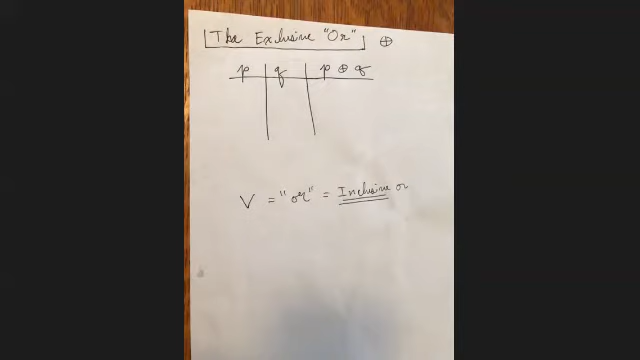 The Exclusive "Or" ⊕
p q p ⊕ q
V = "or" = Inclusive or